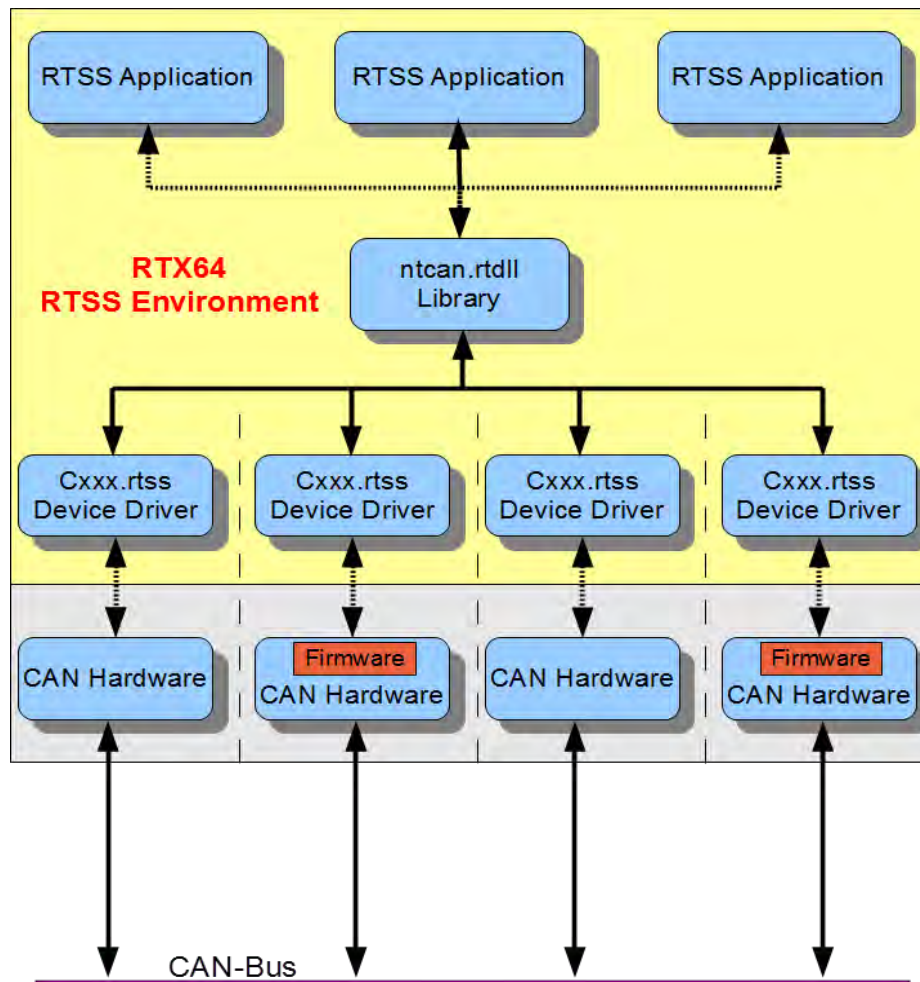 RTSS Application
RTSS Application
RTSS Application
RTX64
RTSS Environment
ntcan.rtdll
Library
Cxxx.rtss
Device Driver
Cxxx.rtss
Device Driver
Cxxx.rtss
Device Driver
Cxxx.rtss
Device Driver
CAN Hardware
Firmware
CAN Hardware
CAN Hardware
Firmware
CAN Hardware
CAN-Bus